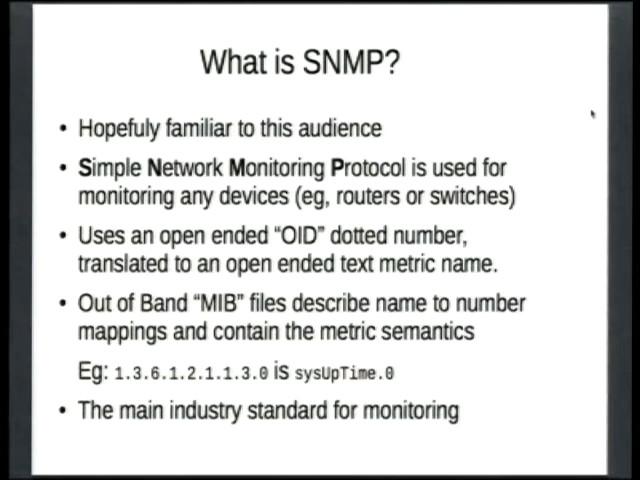 What is SNMP?
• Hopefuly familiar to this audience
• Simple Network Monitoring Protocol is used for
monitoring any devices (eg, routers or switches)
• Uses an open ended “OID” dotted number,
translated to an open ended text metric name.
• Out of Band “MIB” files describe name to number
mappings and contain the metric semantics
Eg: 1.3.6.1.2.1.1.3.0 is sysUpTime.0
• The main industry standard for monitoring